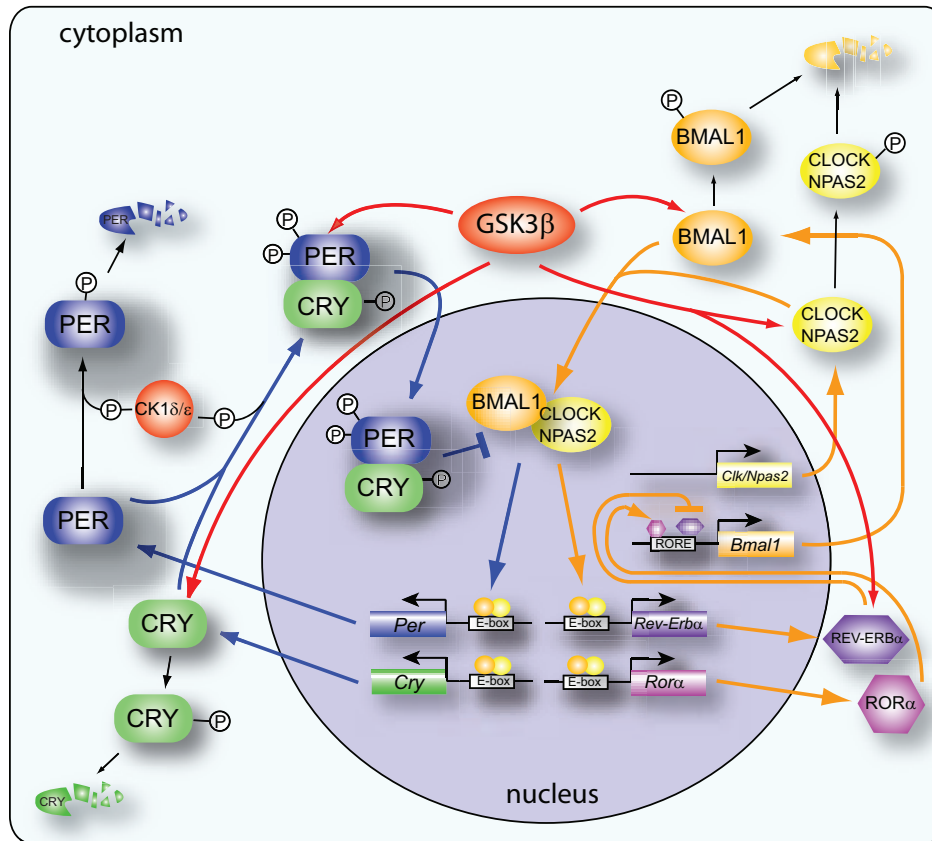 cytoplasm
P
BMAL1
CLOCK
NPAS2
P
PER
GSK3β
P
P
PER
CRY
P
BMAL1
P
PER
CLOCK
NPAS2
P
CK1δ/ε
P
BMAL1
CLOCK
NPAS2
P
P
PER
CRY
P
Clk/Npas2
PER
RORE
Bmal1
CRY
Per
E-box
E-box
Rev-Erbα
REV-ERBα
Cry
E-box
E-box
Rorα
RORα
CRY
P
CRY
nucleus